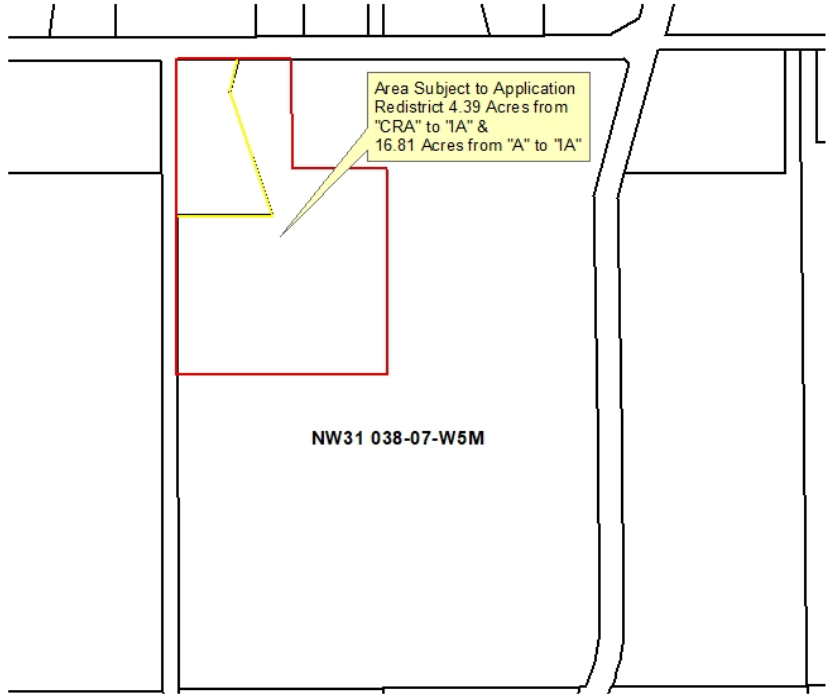 Area Subject to Application
Redistrict 4.39 Acres from
"CRA" to "IA" &
16.81 Acres from "A" to "IA"
NW31 038-07-W5M